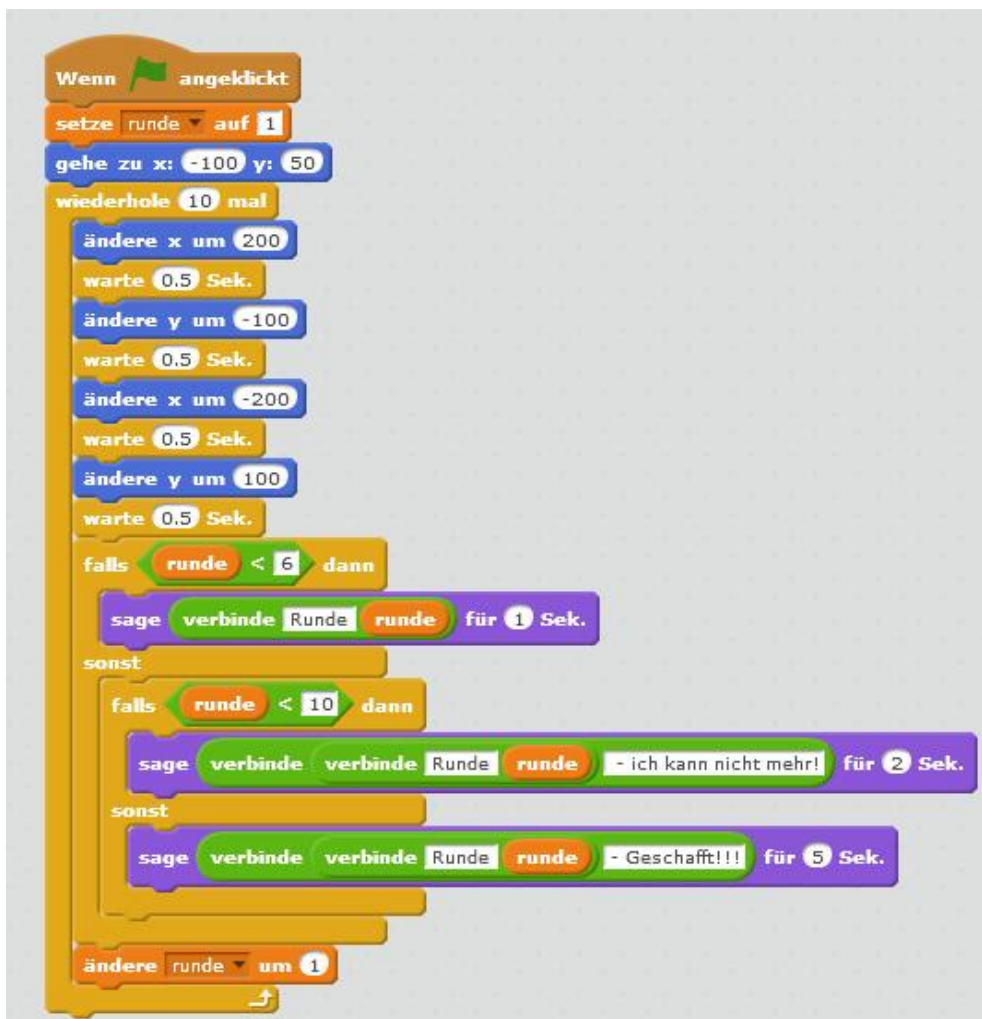 Wenn angeklickt
setze runde auf 1
gehe zu x: -100 y: 50
wiederhole 10 mal
ändere x um 200
warte 0.5 Sek.
ändere y um -100
warte 0.5 Sek.
ändere x um -200
warte 0.5 Sek.
ändere y um 100
warte 0.5 Sek.
falls runde < 6 dann
sage verbinde Runde runde für 1 Sek.
sonst
falls runde < 10 dann
sage verbinde verbinde Runde runde - ich kann nicht mehr! für 2 Sek.
sonst
sage verbinde verbinde Runde runde - Geschafft!!! für 5 Sek.
ändere runde um 1